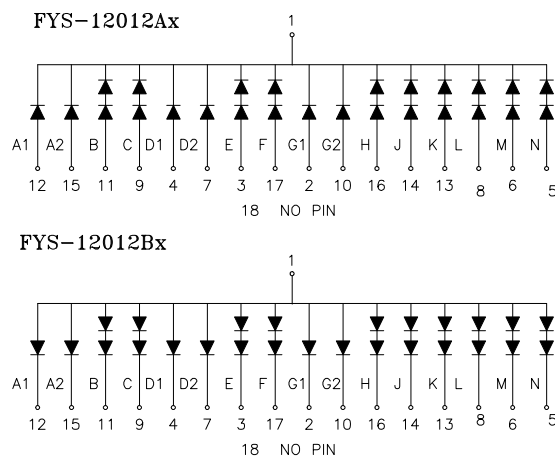 FYS-12012Ax
1
A1 A2 B C D1 D2 E F G1 G2 H J K L M N
12 15 11 9 4 7 3 17 2 10 16 14 13 8 6 5
18 NO PIN
FYS-12012Bx
1
A1 A2 B C D1 D2 E F G1 G2 H J K L M N
12 15 11 9 4 7 3 17 2 10 16 14 13 8 6 5
18 NO PIN